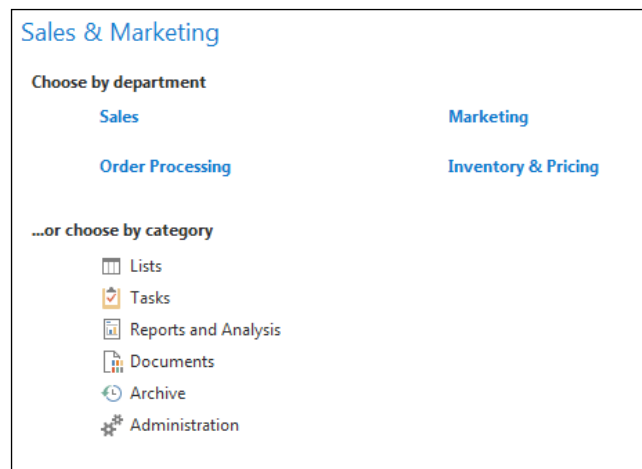 Sales & Marketing
Choose by department
Sales
Marketing
Order Processing
Inventory & Pricing
...or choose by category
Lists
Tasks
Reports and Analysis
Documents
Archive
Administration